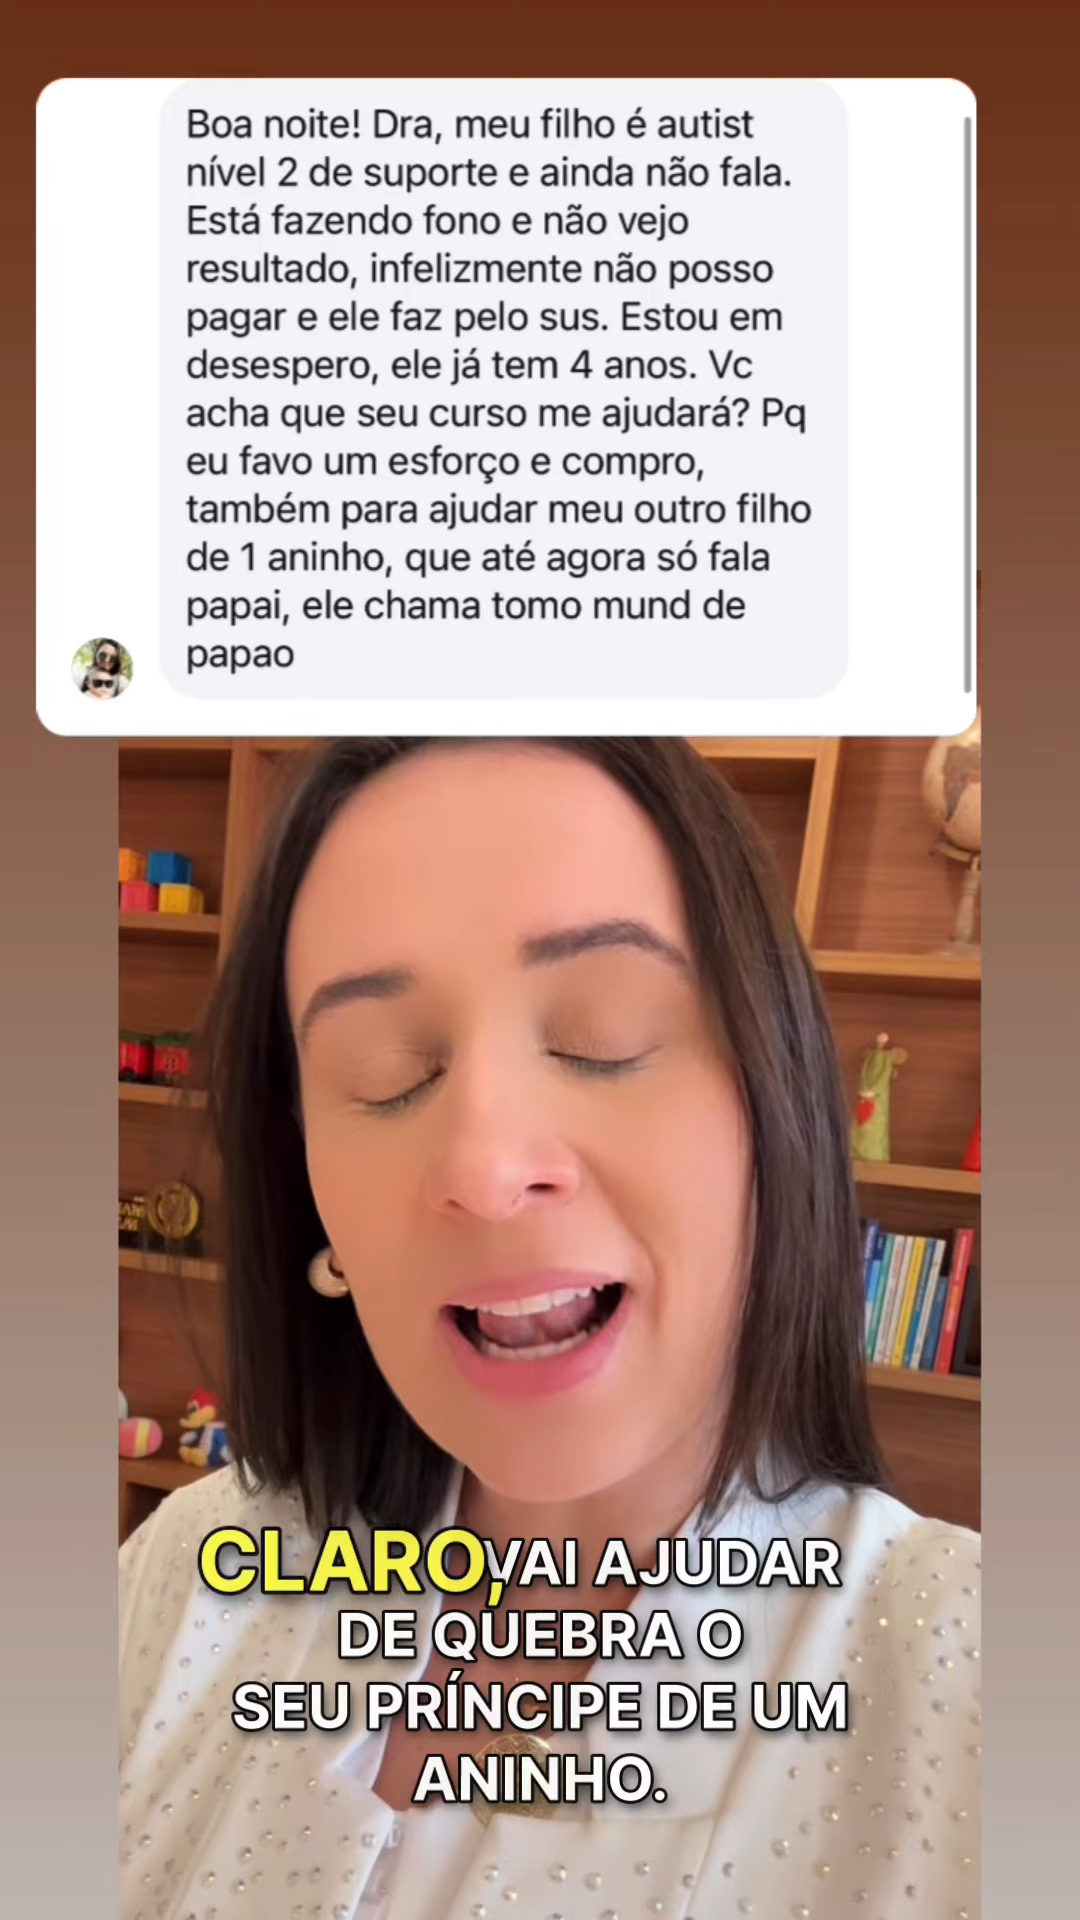 Boa noite! Dra, meu filho é autist
nível 2 de suporte e ainda não fala.
Está fazendo fono e não vejo
resultado, infelizmente não posso
pagar e ele faz pelo sus. Estou em
desespero, ele já tem 4 anos. Vc
acha que seu curso me ajudará? Pq
eu favo um esforço e compro,
também para ajudar meu outro filho
de 1 aninho, que até agora só fala
papai, ele chama tomo mund de
papao
CLARO, VAI AJUDAR
DE QUEBRA O
SEU PRÍNCIPE DE UM
ANINHO.